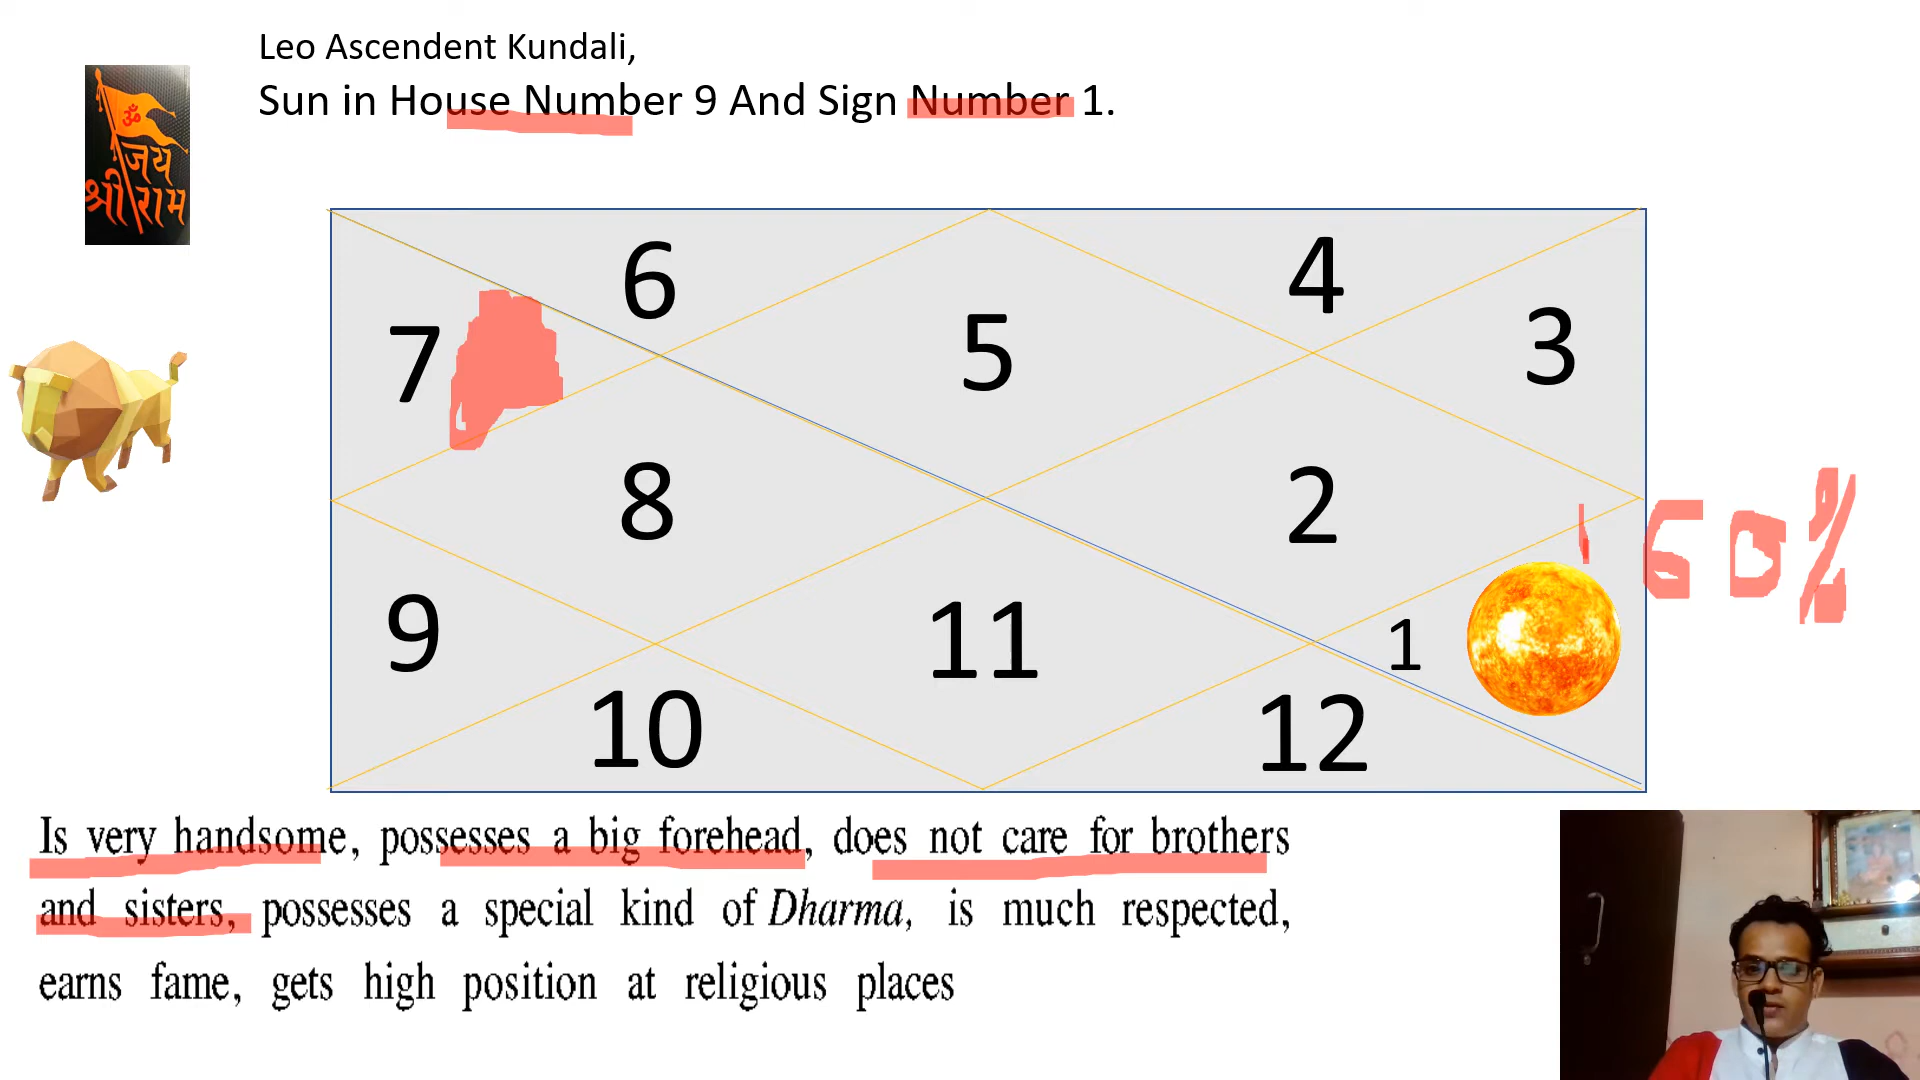 Leo Ascendent Kundali,
Sun in House Number 9 And Sign Number 1.
ॐ
जय
श्री राम
6
4
7
5
3
8
2
60%
9
11
1
10
12
Is very handsome, possesses a big forehead, does not care for brothers
and sisters, possesses a special kind of Dharma, is much respected,
earns fame, gets high position at religious places